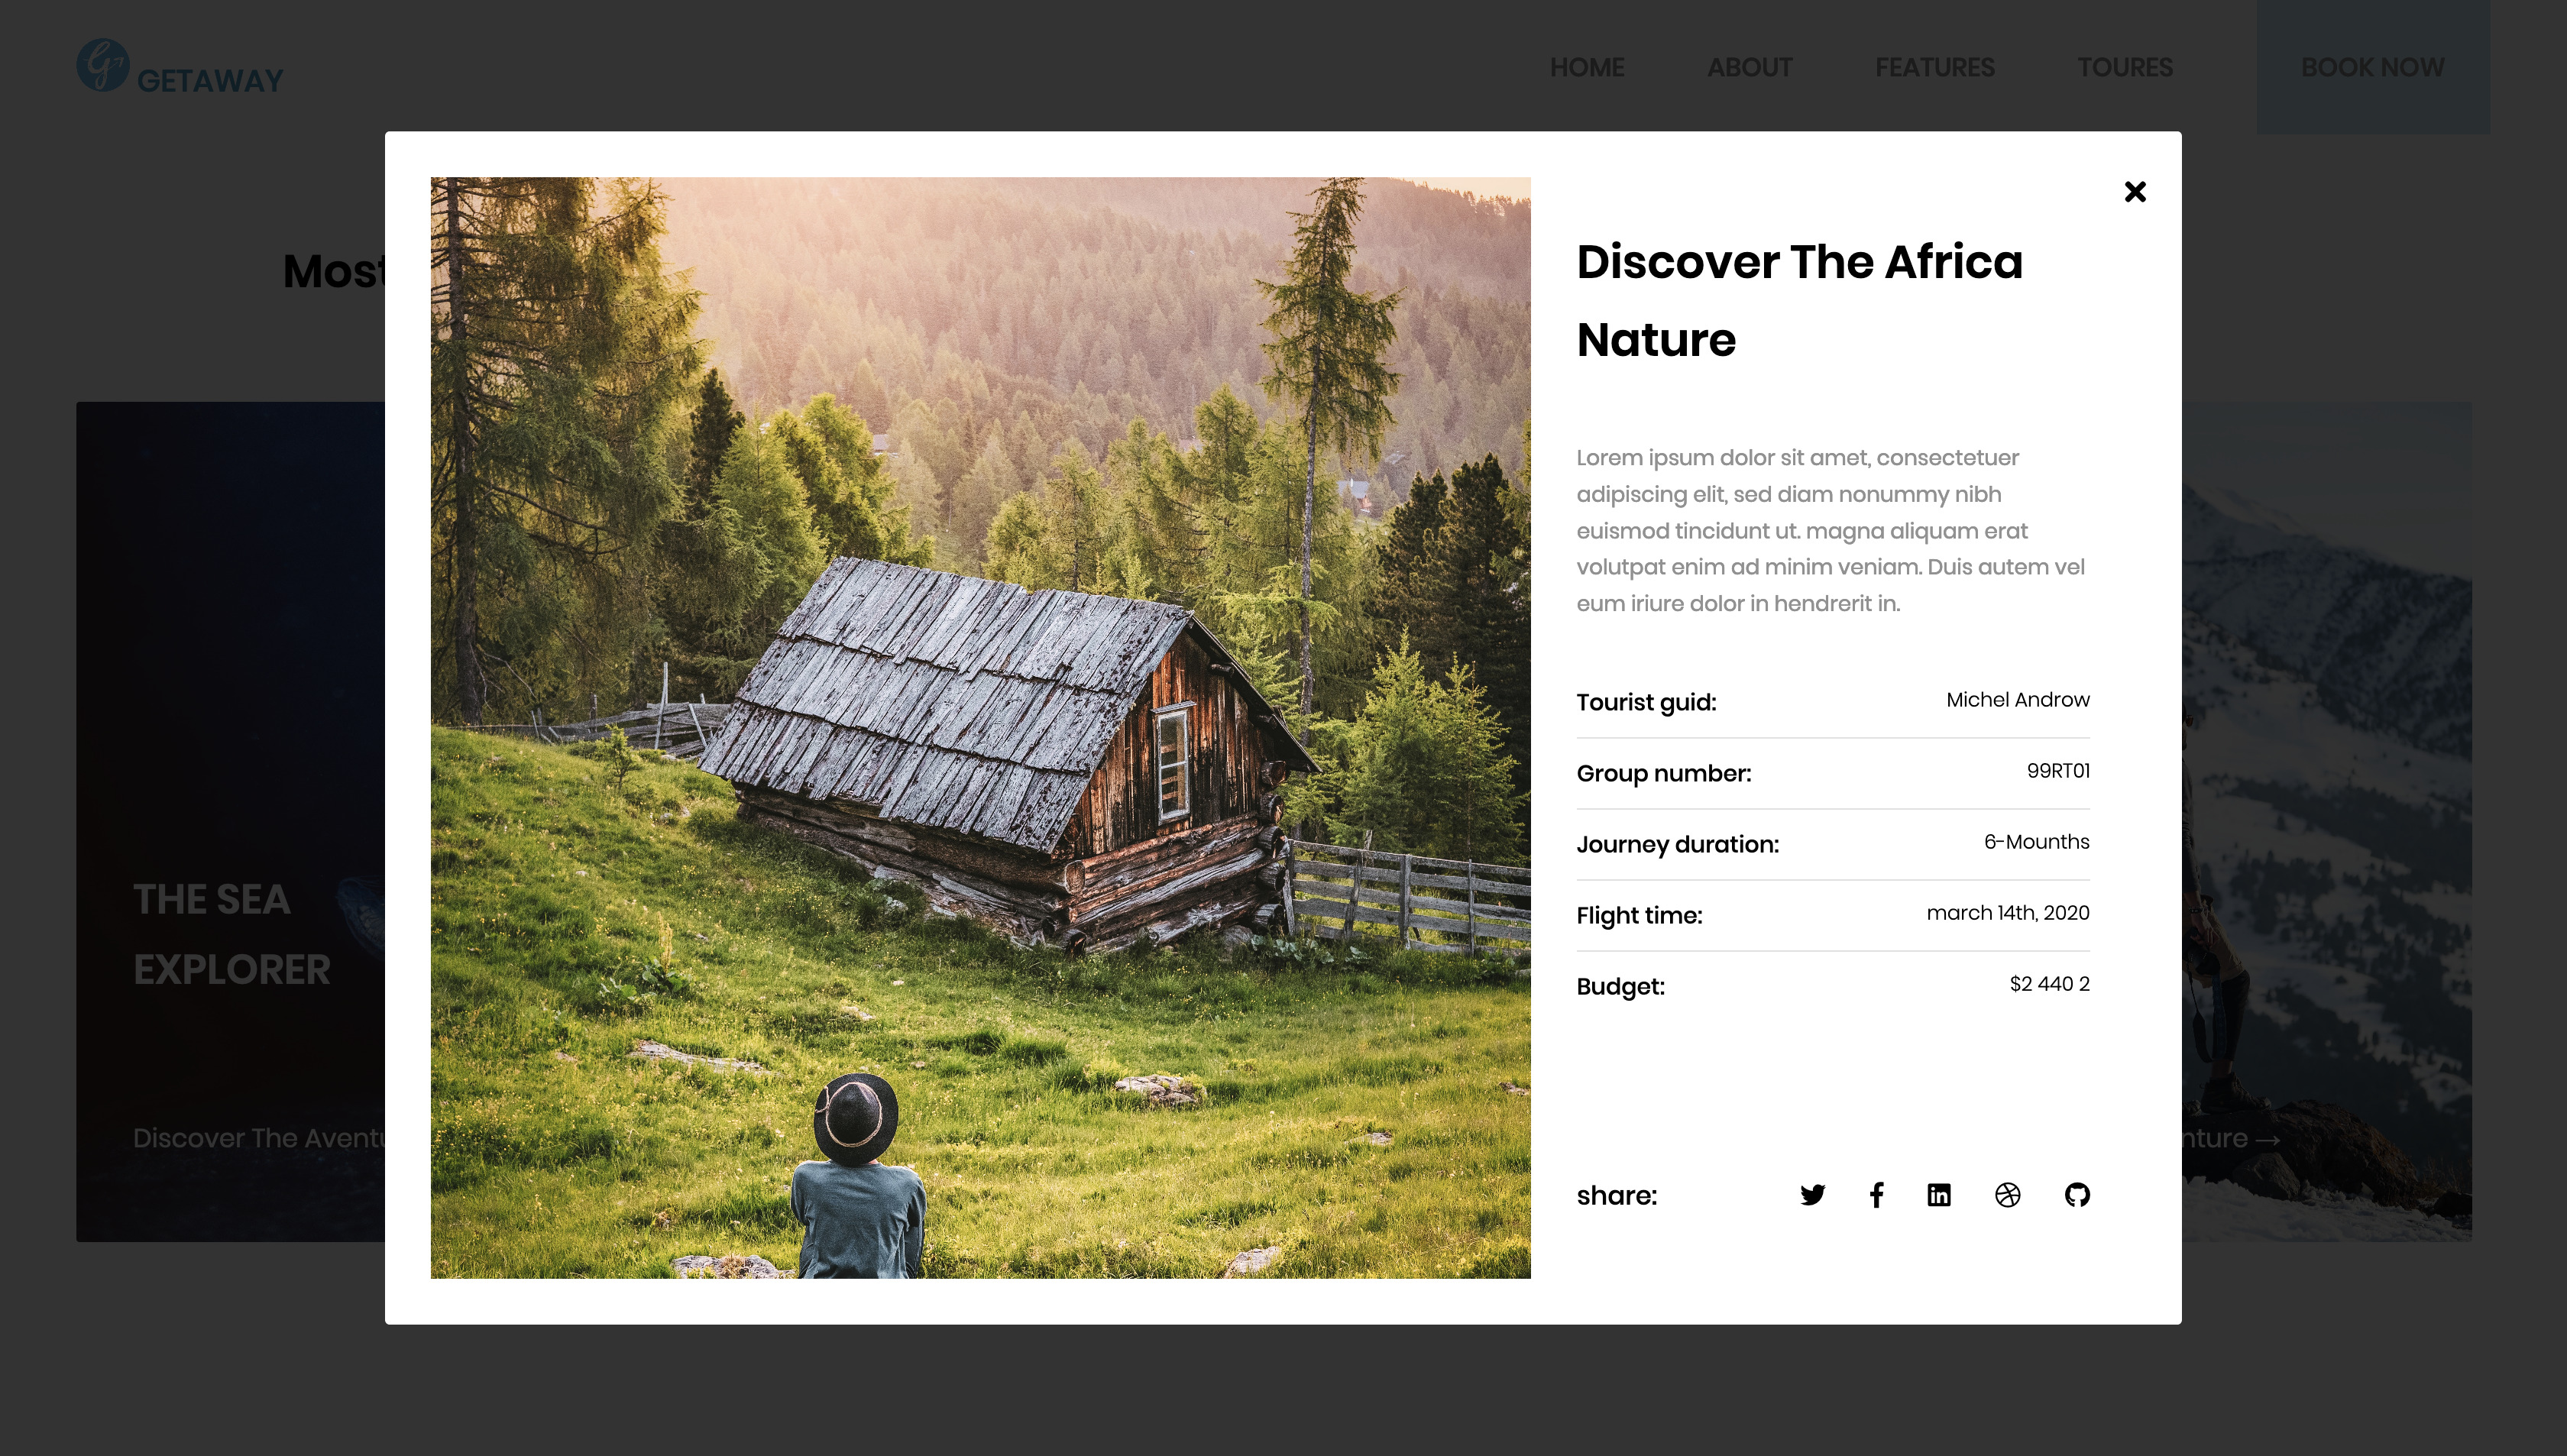 GETAWAY
HOME ABOUT FEATURES TOURES BOOK NOW
Most
Discover The Africa
Nature
Lorem ipsum dolor sit amet, consectetuer
adipiscing elit, sed diam nonummy nibh
euismod tincidunt ut. magna aliquam erat
volutpat enim ad minim veniam. Duis autem vel
eum iriure dolor in hendrerit in.
Tourist guid: Michel Androw
Group number: 99RT01
Journey duration: 6-Mounths
Flight time: march 14th, 2020
Budget: $2 440 2
share:
THE SEA
EXPLORER
Discover The Aventu
nture →